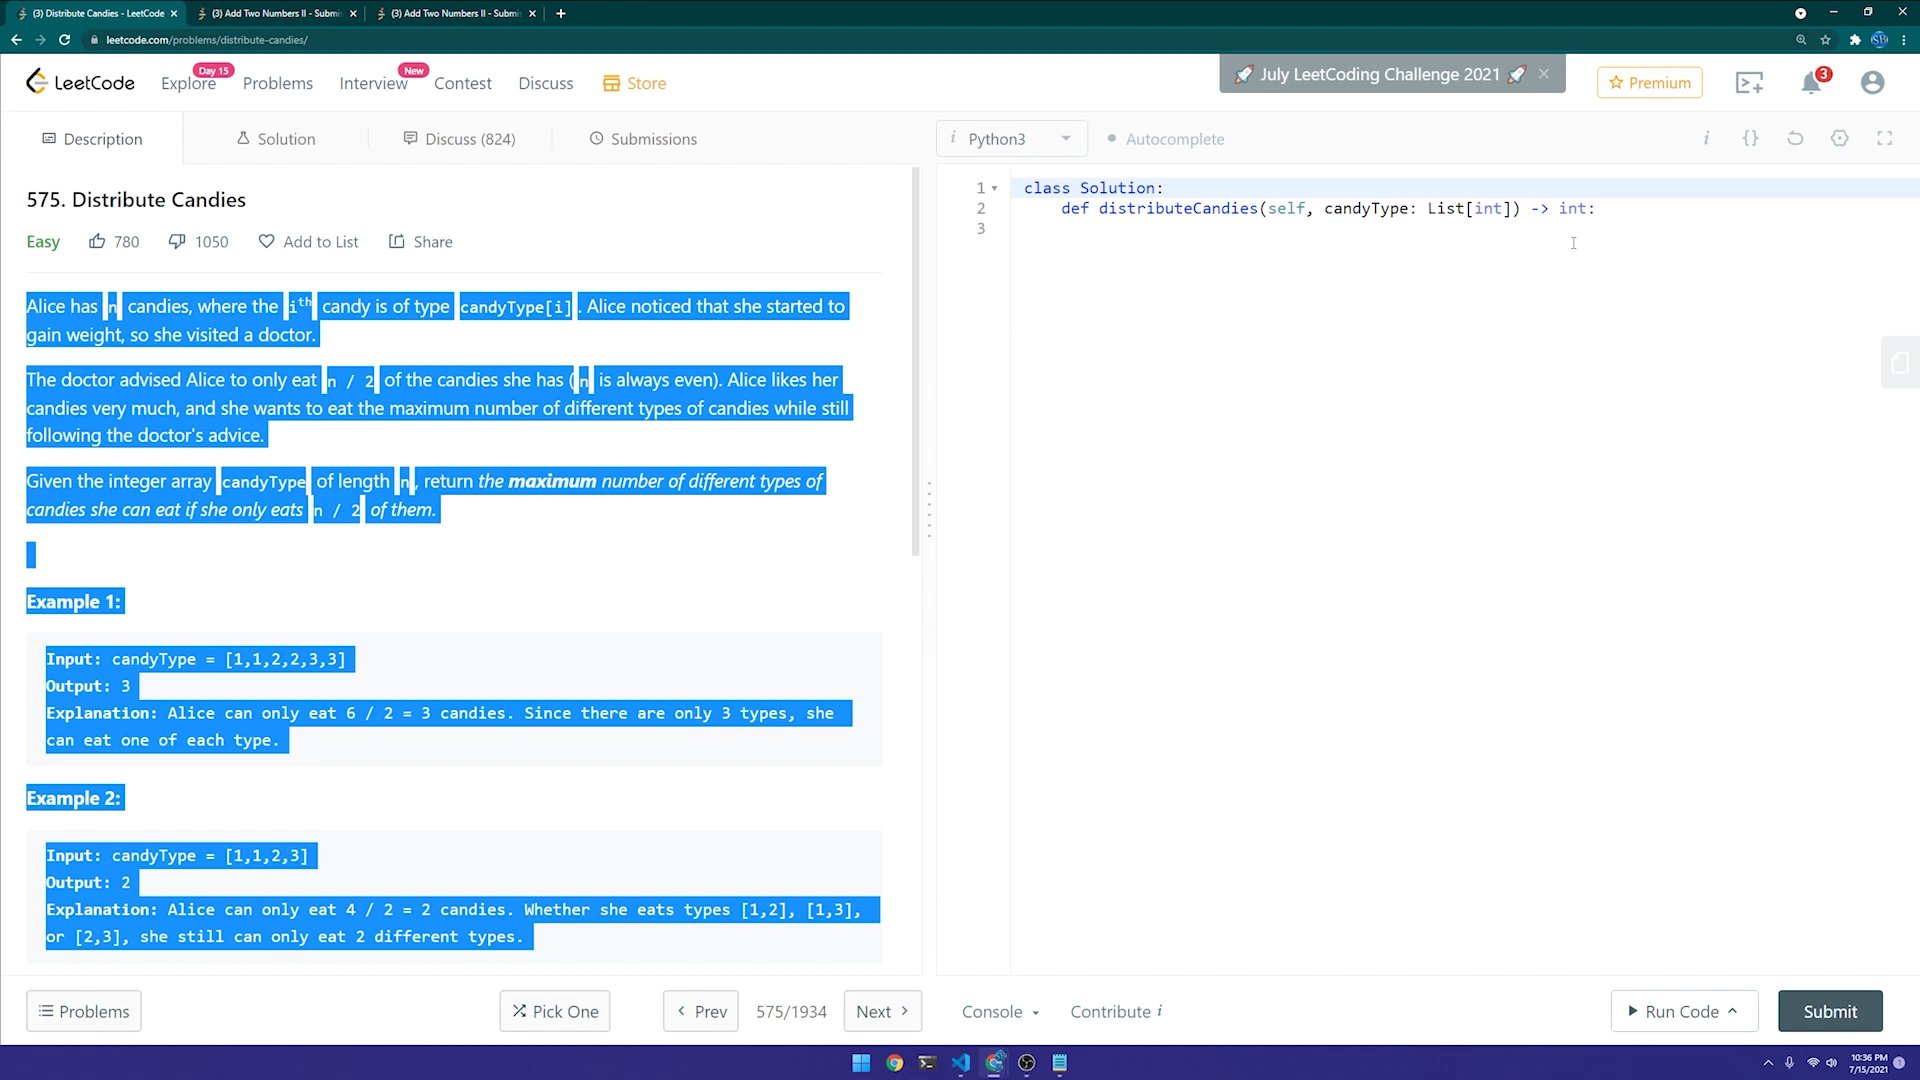 (3) Distribute Candies - LeetCode
(3) Add Two Numbers II - Submis
(3) Add Two Numbers II - Submis
leetcode.com/problems/distribute-candies/
LeetCode
Explore
Day 15
Problems
Interview
New
Contest
Discuss
Store
July LeetCoding Challenge 2021
Premium
3
Description
Solution
Discuss (824)
Submissions
i Python3
Autocomplete
575. Distribute Candies
Easy 780 1050 Add to List Share
Alice has n candies, where the ith candy is of type candyType[i]. Alice noticed that she started to
gain weight, so she visited a doctor.
The doctor advised Alice to only eat n / 2 of the candies she has (n is always even). Alice likes her
candies very much, and she wants to eat the maximum number of different types of candies while still
following the doctor's advice.
Given the integer array candyType of length n, return the maximum number of different types of
candies she can eat if she only eats n / 2 of them.
Example 1:
Input: candyType = [1,1,2,2,3,3]
Output: 3
Explanation: Alice can only eat 6 / 2 = 3 candies. Since there are only 3 types, she
can eat one of each type.
Example 2:
Input: candyType = [1,1,2,3]
Output: 2
Explanation: Alice can only eat 4 / 2 = 2 candies. Whether she eats types [1,2], [1,3],
or [2,3], she still can only eat 2 different types.
1 class Solution:
2 def distributeCandies(self, candyType: List[int]) -> int:
3
Problems
Pick One
Prev
575/1934
Next
Console
Contribute i
Run Code
Submit
10:36 PM
7/15/2021